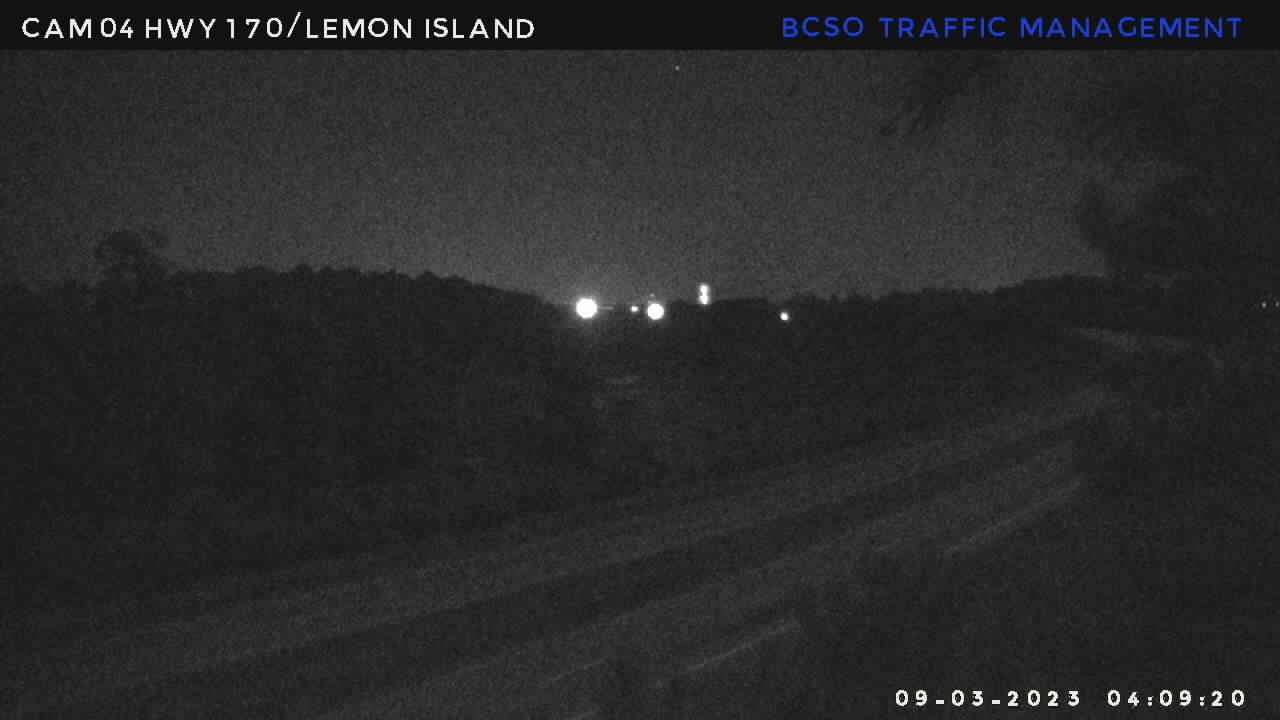 CAM04 HWY 170/LEMON ISLAND
BCSO TRAFFIC MANAGEMENT
09-03-2023 04:09:20